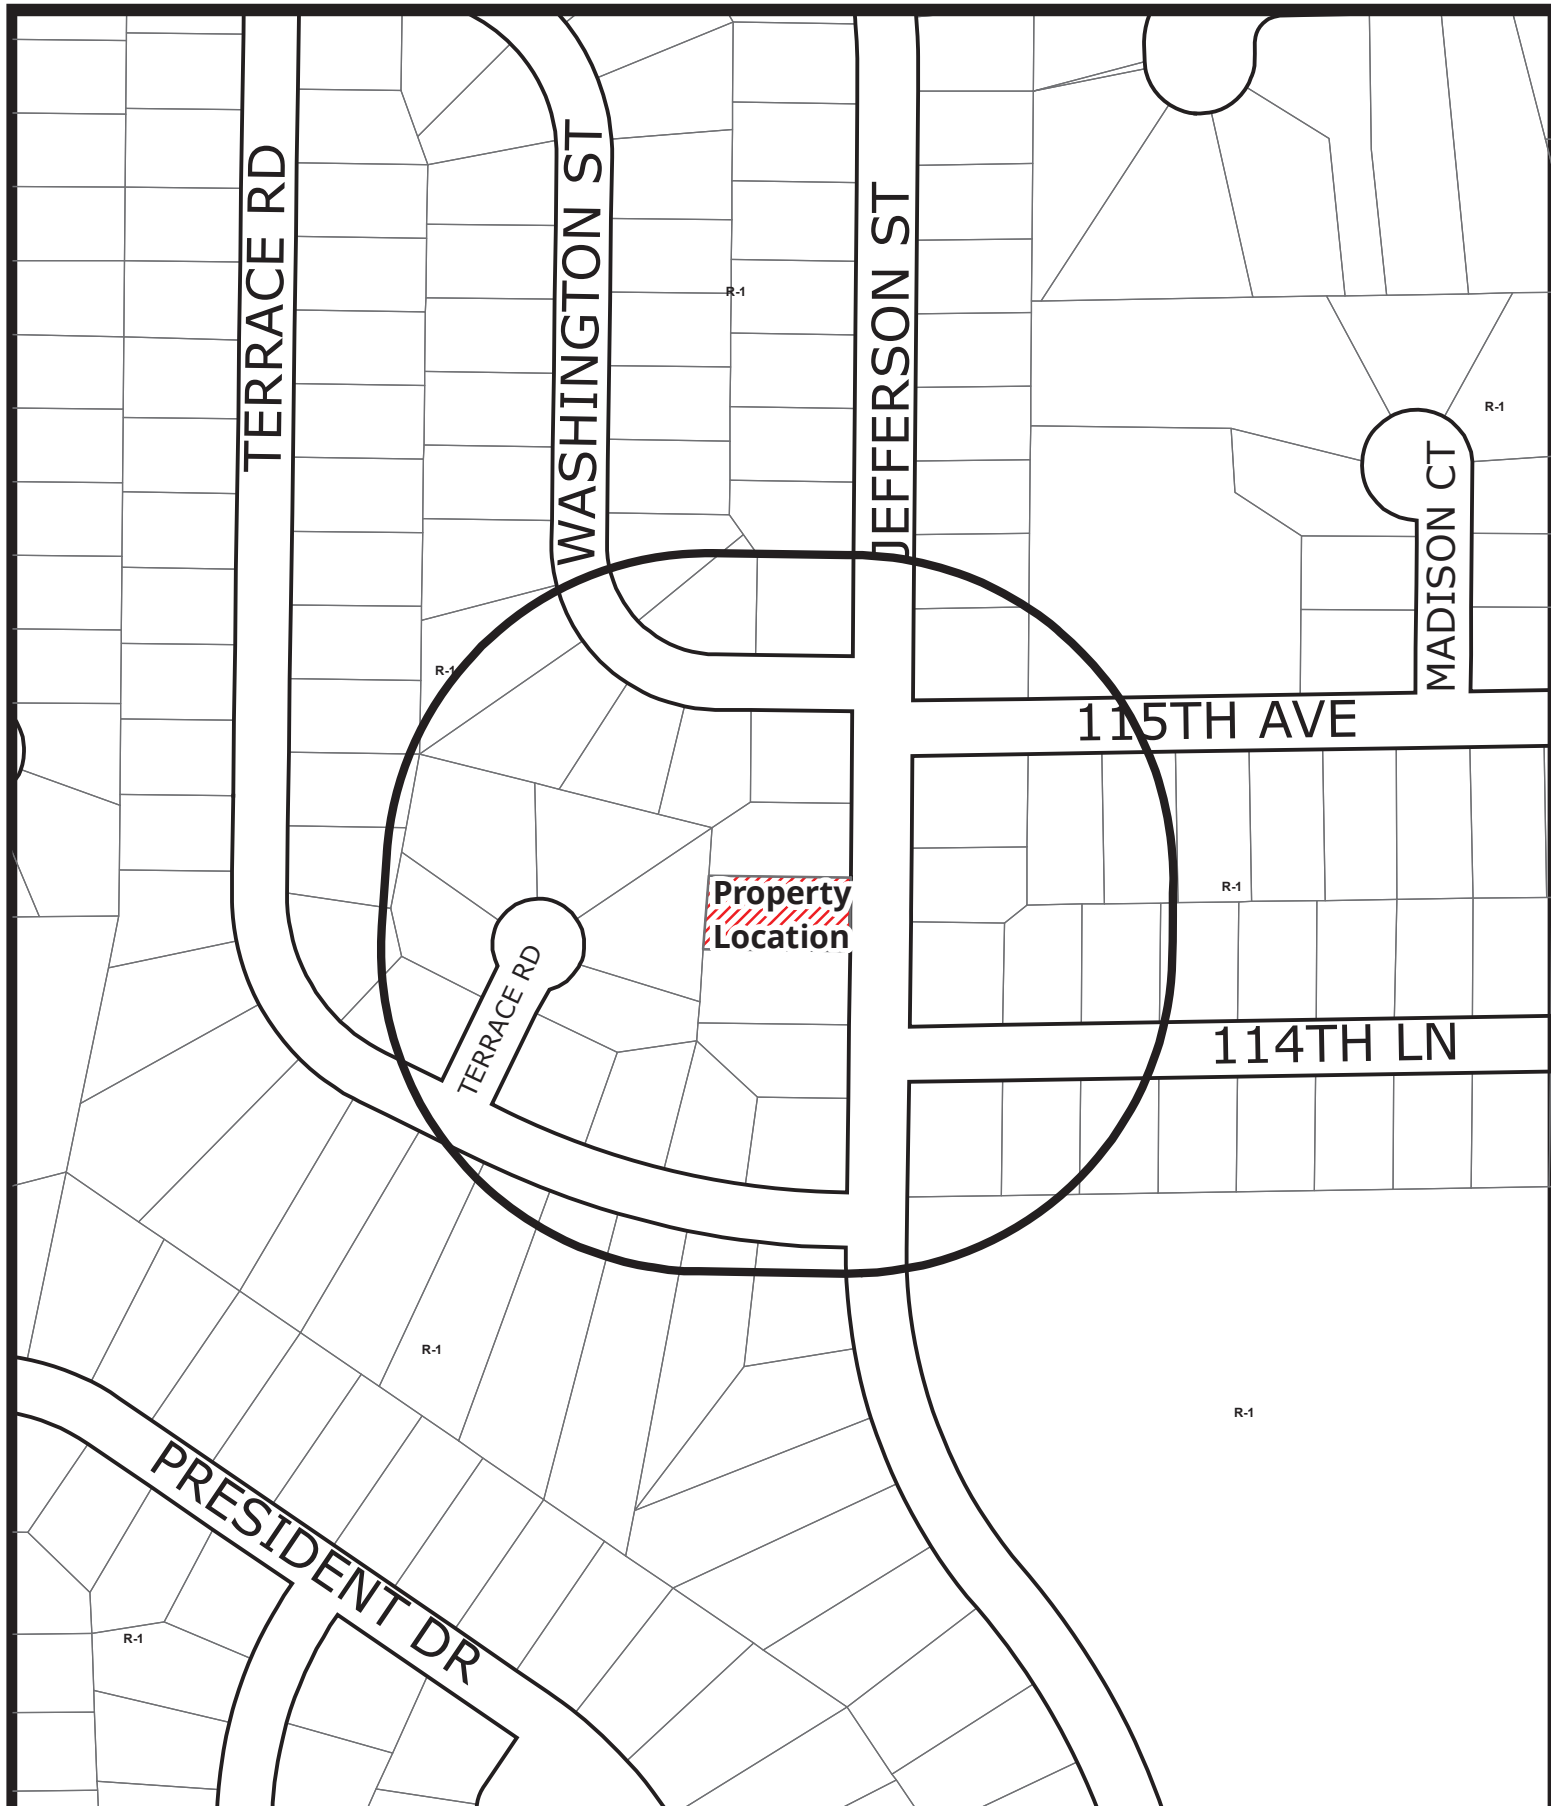 TERRACE RD
WASHINGTON ST
JEFFERSON ST
R-1
R-1
MADISON CT
R-1
115TH AVE
Property
Location
R-1
TERRACE RD
114TH LN
R-1
R-1
PRESIDENT DR
R-1